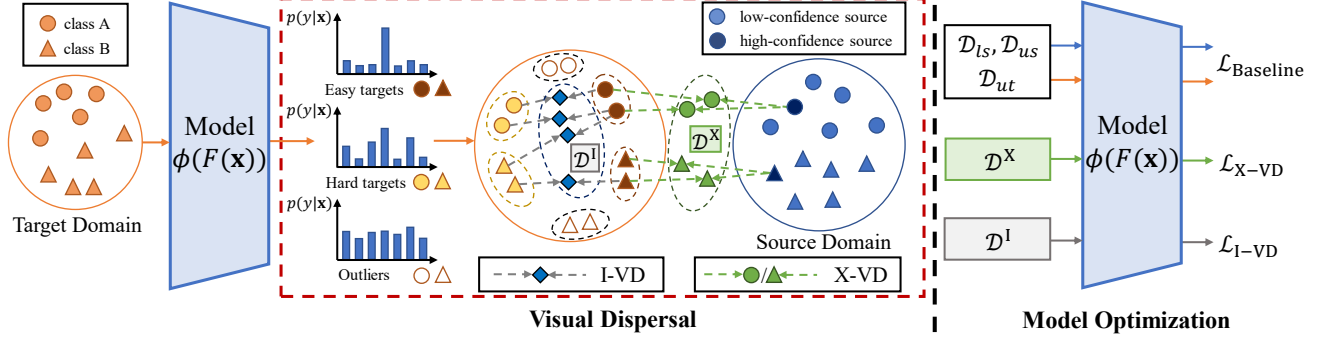 class A
class B
Target Domain
Model
ϕ(F(x))
p(y|x)
Easy targets
p(y|x)
Hard targets
p(y|x)
Outliers
𝒟^I
𝒟^X
low-confidence source
high-confidence source
Source Domain
I-VD
/
X-VD
Visual Dispersal
𝒟_ls, 𝒟_us
𝒟_ut
𝒟^X
𝒟^I
Model
ϕ(F(x))
ℒ_Baseline
ℒ_X−VD
ℒ_I−VD
Model Optimization